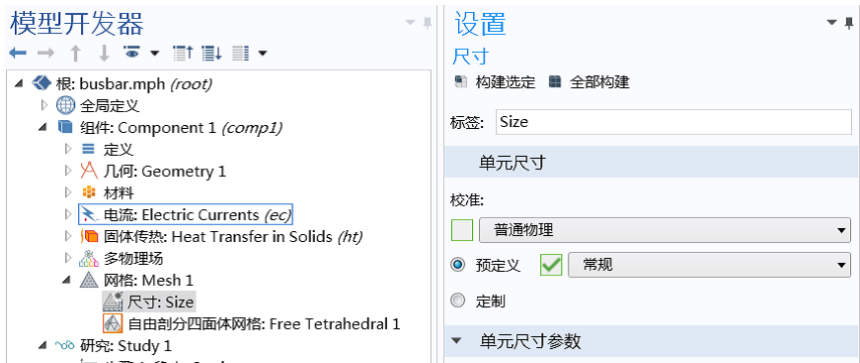 模型开发器
根: busbar.mph (root)
全局定义
组件: Component 1 (comp1)
定义
几何: Geometry 1
材料
电流: Electric Currents (ec)
固体传热: Heat Transfer in Solids (ht)
多物理场
网格: Mesh 1
尺寸: Size
自由剖分四面体网格: Free Tetrahedral 1
研究: Study 1
设置
尺寸
构建选定 全部构建
标签: Size
单元尺寸
校准:
普通物理
预定义 常规
定制
单元尺寸参数